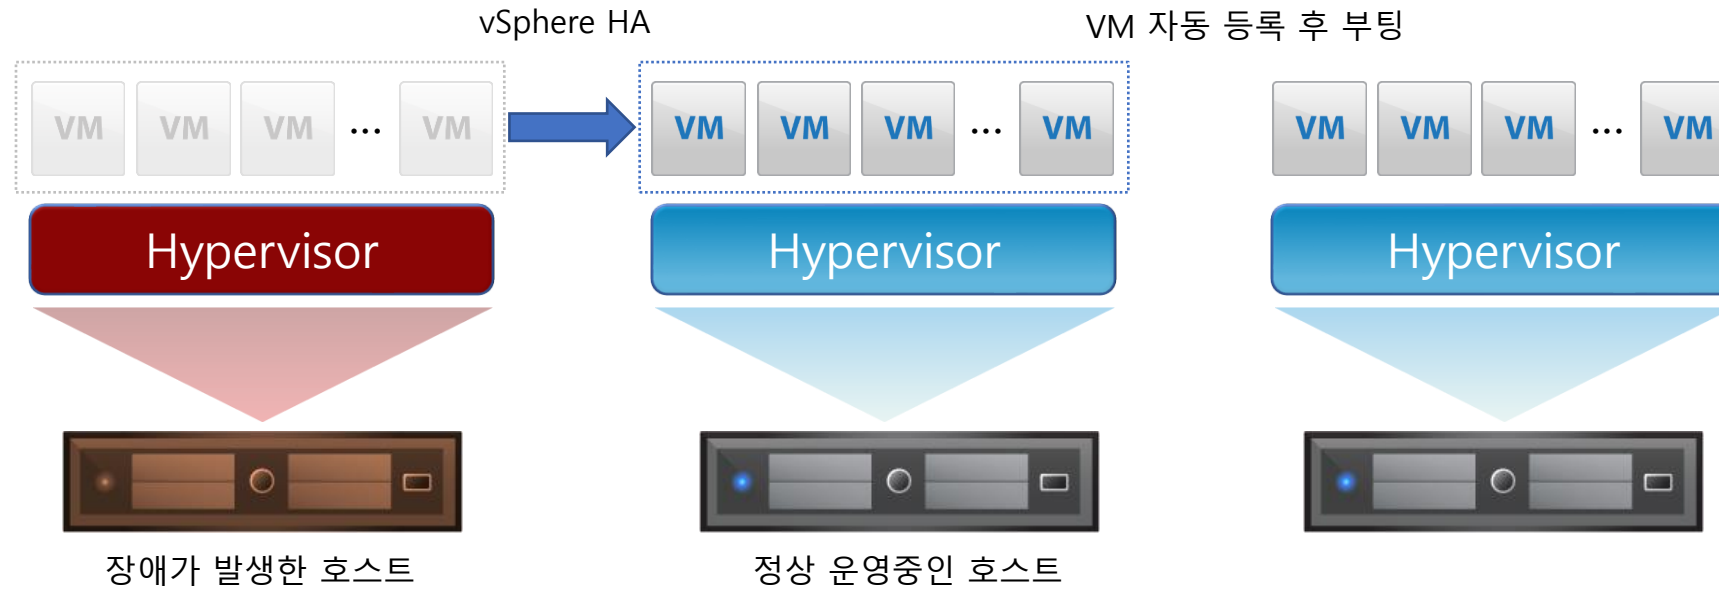 vSphere HA
VM 자동 등록 후 부팅
VM VM VM ... VM
VM VM VM ... VM
VM VM VM ... VM
Hypervisor
Hypervisor
Hypervisor
장애가 발생한 호스트
정상 운영중인 호스트